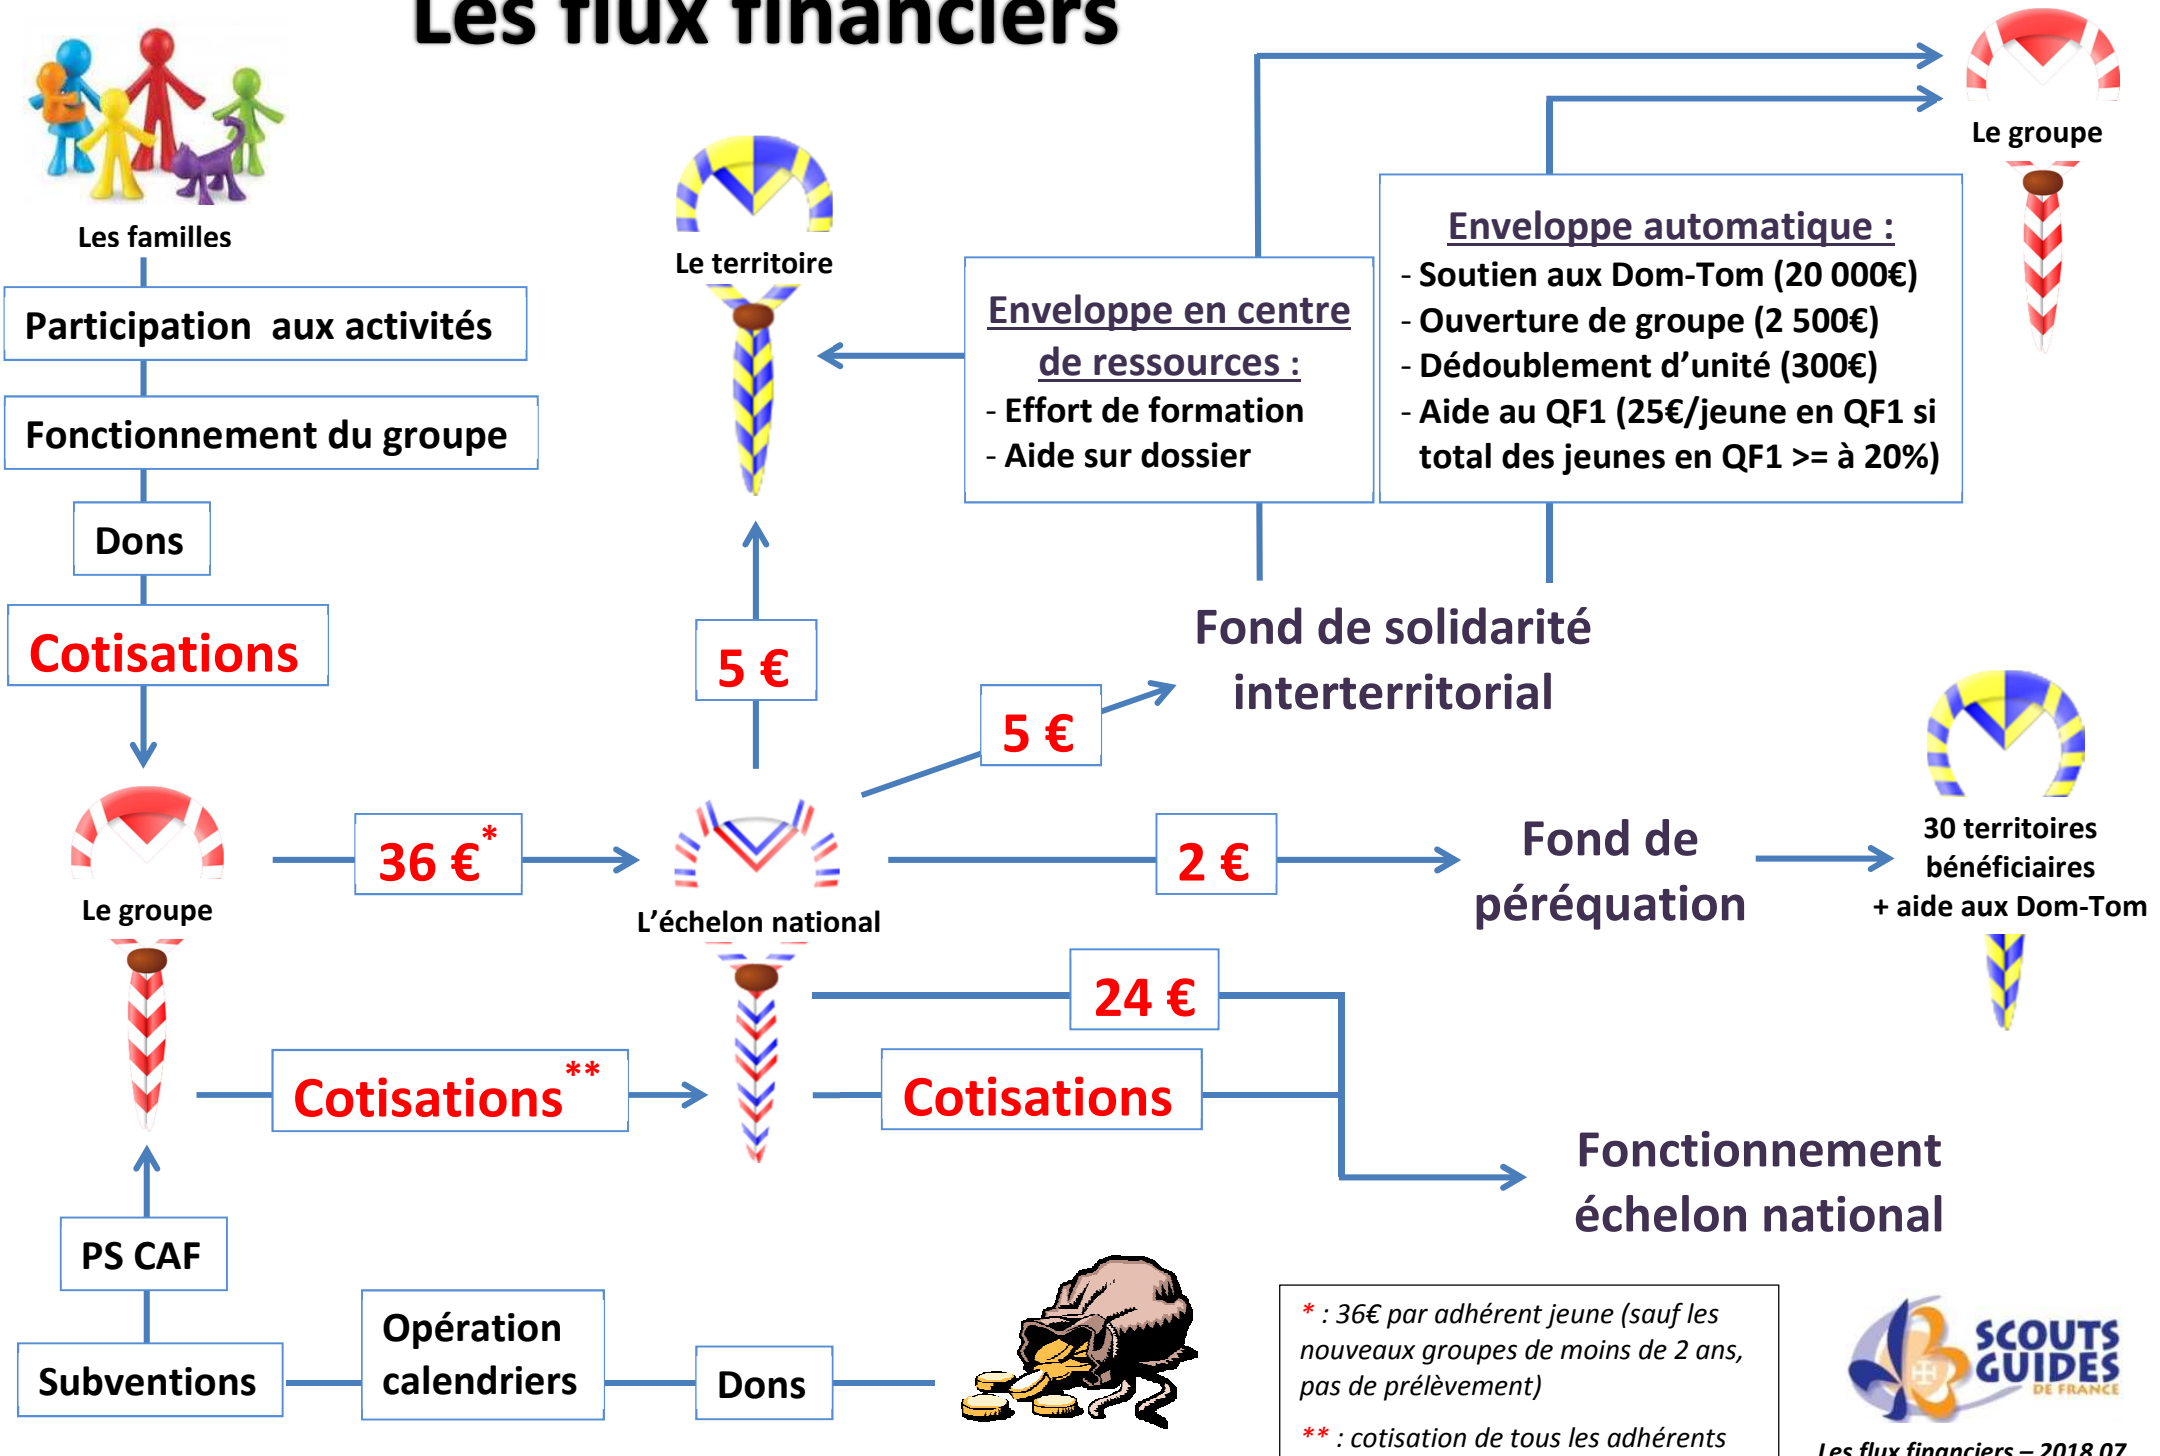 Les flux financiers
Les familles
Participation aux activités
Fonctionnement du groupe
Dons
Cotisations
Le groupe
36 €*
Cotisations**
PS CAF
Subventions
Opération
calendriers
Dons
L'échelon national
5 €
Le territoire
5 €
Fond de solidarité
interterritorial
Enveloppe en centre
de ressources :
- Effort de formation
- Aide sur dossier
Enveloppe automatique :
- Soutien aux Dom-Tom (20 000€)
- Ouverture de groupe (2 500€)
- Dédoublement d’unité (300€)
- Aide au QF1 (25€/jeune en QF1 si
total des jeunes en QF1 >= à 20%)
Le groupe
2 €
Fond de
péréquation
30 territoires
bénéficiaires
+ aide aux Dom-Tom
24 €
Cotisations
Fonctionnement
échelon national
* : 36€ par adhérent jeune (sauf les
nouveaux groupes de moins de 2 ans,
pas de prélèvement)
** : cotisation de tous les adhérents
SCOUTS
GUIDES
DE FRANCE
Les flux financiers – 2018.07